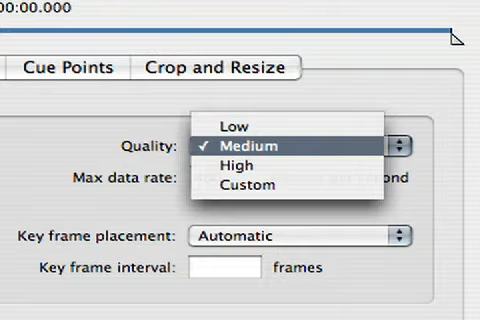 00:00.000
Cue Points Crop and Resize
Low
Quality: ✓ Medium
High
Max data rate: second
Custom
Key frame placement: Automatic
Key frame interval: frames